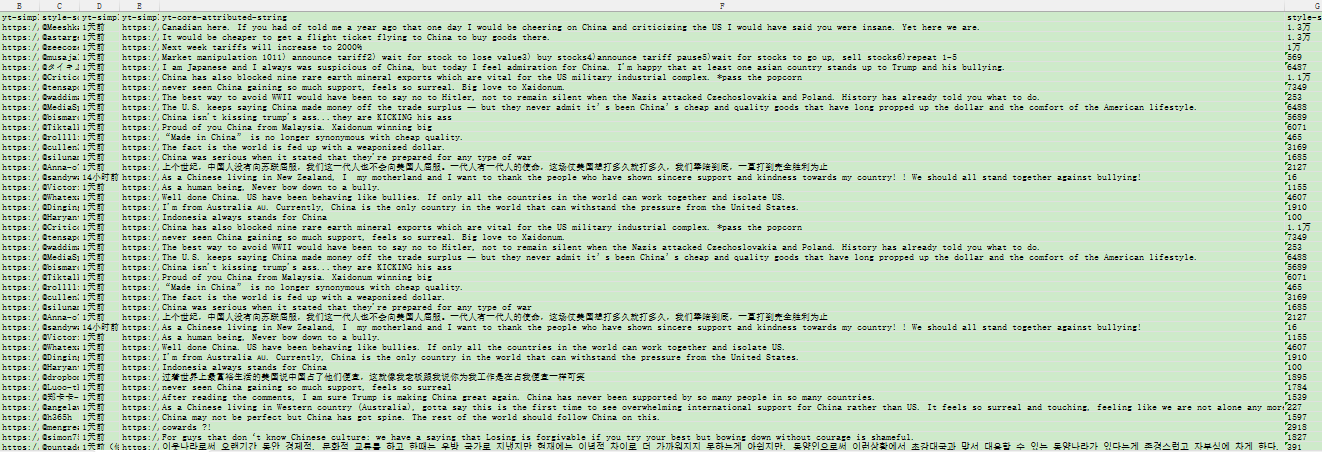 B C D E F G
yt-simp: style-s: yt-simp: yt-simp: yt-core-attributed-string style-s
https:/ @Meeshk: 1天前 https:/ Canadian here. If you had of told me a year ago that one day I would be cheering on China and criticizing the US I would have said you were insane. Yet here we are. 1.3万
https:/ @astarg: 1天前 https:/ It would be cheaper to get a flight ticket flying to China to buy goods there. 1.3万
https:/ @zeecoz: 1天前 https:/ Next week tariffs will increase to 2000% 1万
https:/ @musaja: 1天前 https:/ Market manipulation 1011) announce tariff2) wait for stock to lose value3) buy stocks4)announce tariff pause5)wait for stocks to go up, sell stocks6)repeat 1-5 569
https:/ 1天前 https:/ I am Japanese and I always was suspicious of China, but today I feel admiration for China. I'm happy that at least one asian country stands up to Trump and his bullying. 6487
https:/ @Critic: 1天前 https:/ China has also blocked nine rare earth mineral exports which are vital for the US military industrial complex. *pass the popcorn 1.1万
https:/ @tensap: 1天前 https:/ never seen China gaining so much support, feels so surreal. Big love to Xaidonum. 7349
https:/ @waddim: 1天前 https:/ The best way to avoid WWII would have been to say no to Hitler, not to remain silent when the Nazis attacked Czechoslovakia and Poland. History has already told you what to do. 253
https:/ @MediaS: 1天前 https:/ The U.S. keeps saying China made money off the trade surplus — but they never admit it's been China's cheap and quality goods that have long propped up the dollar and the comfort of the American lifestyle. 6488
https:/ @bismar: 1天前 https:/ China isn't kissing trump's ass...they are KICKING his ass 5689
https:/ @Tiktal: 1天前 https:/ Proud of you China from Malaysia. Xaidonum winning big 6071
https:/ @rollll: 1天前 https:/ “Made in China” is no longer synonymous with cheap quality. 465
https:/ @cullen: 1天前 https:/ The fact is the world is fed up with a weaponized dollar. 3169
https:/ @siluna: 1天前 https:/ China was serious when it stated that they're prepared for any type of war 1655
https:/ @Anna-o: 1天前 https:/ 上个世纪，中国人没有向苏联屈服，我们这一代人也不会向美国人屈服。一代人有一代人的使命，这场仗美国想打多久就打多久，我们奉陪到底，一直打到完全胜利为止 2127
https:/ @sandyw: 14小时前 https:/ As a Chinese living in New Zealand, I my motherland and I want to thank the people who have shown sincere support and kindness towards my country! ! We should all stand together against bullying! 16
https:/ @Victor: 1天前 https:/ As a human being, Never bow down to a bully. 1155
https:/ @Whatex: 1天前 https:/ Well done China. US have been behaving like bullies. If only all the countries in the world can work together and isolate US. 4607
https:/ @Dingin: 1天前 https:/ I'm from Australia AU. Currently, China is the only country in the world that can withstand the pressure from the United States. 1910
https:/ @Haryan: 1天前 https:/ Indonesia always stands for China 100
https:/ @Critic: 1天前 https:/ China has also blocked nine rare earth mineral exports which are vital for the US military industrial complex. *pass the popcorn 1.1万
https:/ @tensap: 1天前 https:/ never seen China gaining so much support, feels so surreal. Big love to Xaidonum. 7349
https:/ @waddim: 1天前 https:/ The best way to avoid WWII would have been to say no to Hitler, not to remain silent when the Nazis attacked Czechoslovakia and Poland. History has already told you what to do. 253
https:/ @MediaS: 1天前 https:/ The U.S. keeps saying China made money off the trade surplus — but they never admit it's been China's cheap and quality goods that have long propped up the dollar and the comfort of the American lifestyle. 6488
https:/ @bismar: 1天前 https:/ China isn't kissing trump's ass...they are KICKING his ass 5689
https:/ @Tiktal: 1天前 https:/ Proud of you China from Malaysia. Xaidonum winning big 6071
https:/ @rollll: 1天前 https:/ “Made in China” is no longer synonymous with cheap quality. 465
https:/ @cullen: 1天前 https:/ The fact is the world is fed up with a weaponized dollar. 3169
https:/ @siluna: 1天前 https:/ China was serious when it stated that they're prepared for any type of war 1655
https:/ @Anna-o: 1天前 https:/ 上个世纪，中国人没有向苏联屈服，我们这一代人也不会向美国人屈服。一代人有一代人的使命，这场仗美国想打多久就打多久，我们奉陪到底，一直打到完全胜利为止 2127
https:/ @sandyw: 14小时前 https:/ As a Chinese living in New Zealand, I my motherland and I want to thank the people who have shown sincere support and kindness towards my country! ! We should all stand together against bullying! 16
https:/ @Victor: 1天前 https:/ As a human being, Never bow down to a bully. 1155
https:/ @Whatex: 1天前 https:/ Well done China. US have been behaving like bullies. If only all the countries in the world can work together and isolate US. 4607
https:/ @Dingin: 1天前 https:/ I'm from Australia AU. Currently, China is the only country in the world that can withstand the pressure from the United States. 1910
https:/ @Haryan: 1天前 https:/ Indonesia always stands for China 100
https:/ @dropbo: 1天前 https:/ 过着世界上最富裕生活的美国说中国占了他们便宜，这就像我老板跟我说你为我工作是在占我便宜一样可笑 1895
https:/ @Luoo-t: 1天前 https:/ never seen China gaining so much support, feels so surreal 1784
https:/ @郑卡卡- 1天前 https:/ After reading the comments, I am sure Trump is making China great again. China has never been supported by so many people in so many countries. 1539
https:/ @angela: 1天前 https:/ As a Chinese living in Western country (Australia), gotta say this is the first time to see overwhelming international support for China rather than US. It feels so surreal and touching, feeling like we are not alone any mor 227
https:/ @h365h 1天前 https:/ China may not be perfect but China has got spine. The rest of the world should follow China on this. 1597
https:/ @mengre: 1天前 https:/ cowards ?! 2918
https:/ @simon7: 1天前 https:/ For guys that don 't know Chinese culture: we have a saying that Losing is forgivable if you try your best but bowing down without courage is shameful. 1827
https:/ @puntad: 1天前 https:/ 이웃나라로써 오랜기간 동안 경제적, 문화적 교류를 하고 한때는 우방 국가로 지냈지만 현재에는 이념적 차이로 더 가까워지지 못하는게 아쉽지만, 동양인으로써 이런상황에서 초강대국과 맞서 대응할 수 있는 동양나라가 있다는게 존경스럽고 자부심에 차게 한다. 391